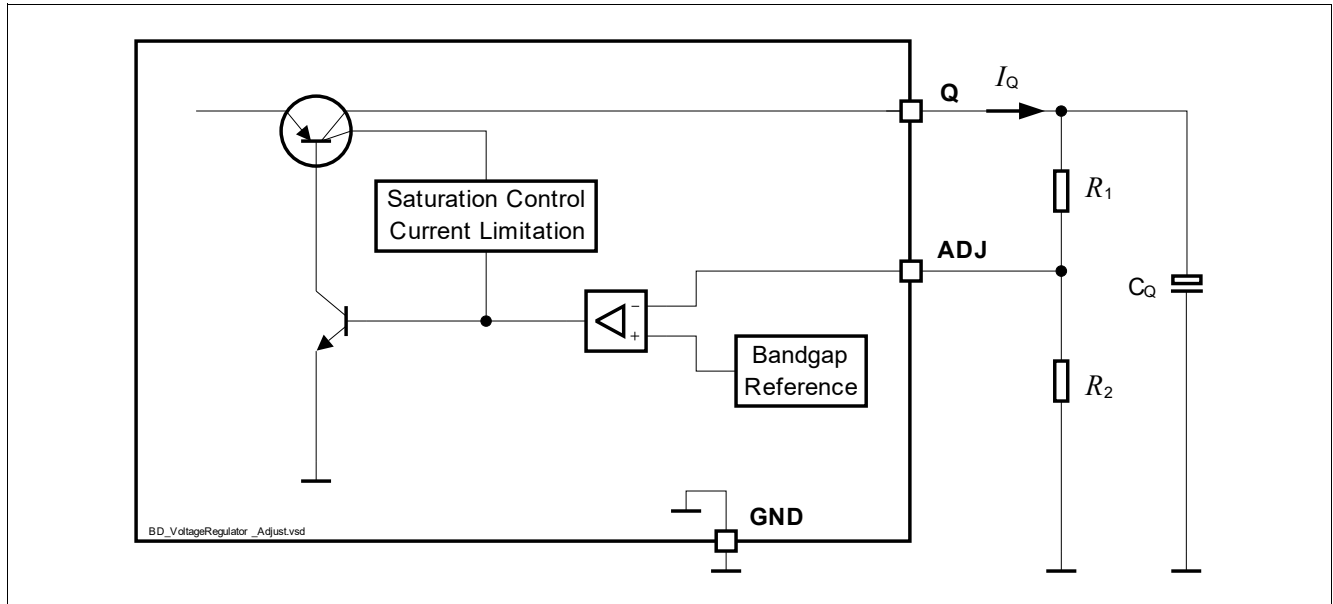 Q
I_Q
Saturation Control
Current Limitation
R_1
ADJ
C_Q
−
+
Bandgap
Reference
R_2
GND
BD_VoltageRegulator _Adjust.vsd